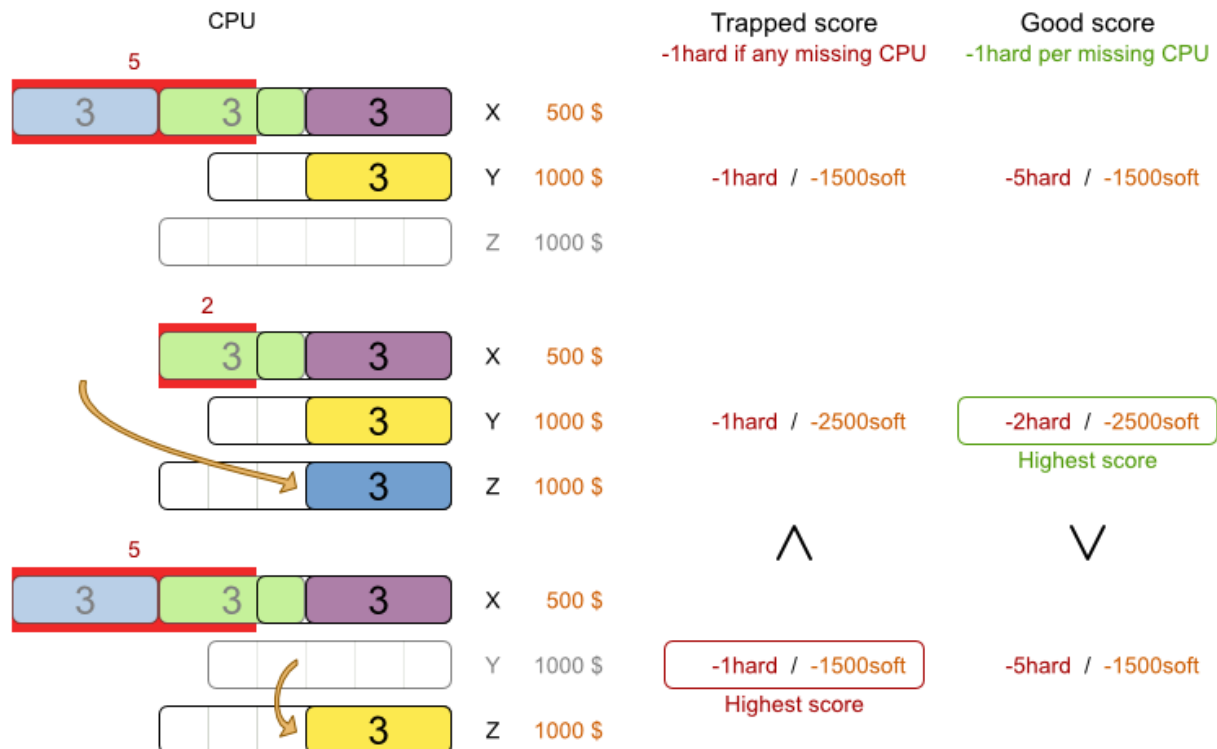 CPU Trapped score Good score
-1hard if any missing CPU -1hard per missing CPU
5
3 3 3 X 500 $
3 Y 1000 $ -1hard / -1500soft -5hard / -1500soft
Z 1000 $
2
3 3 X 500 $
3 Y 1000 $ -1hard / -2500soft -2hard / -2500soft
Highest score
3 Z 1000 $
5
3 3 3 X 500 $
Y 1000 $ -1hard / -1500soft -5hard / -1500soft
Highest score
3 Z 1000 $